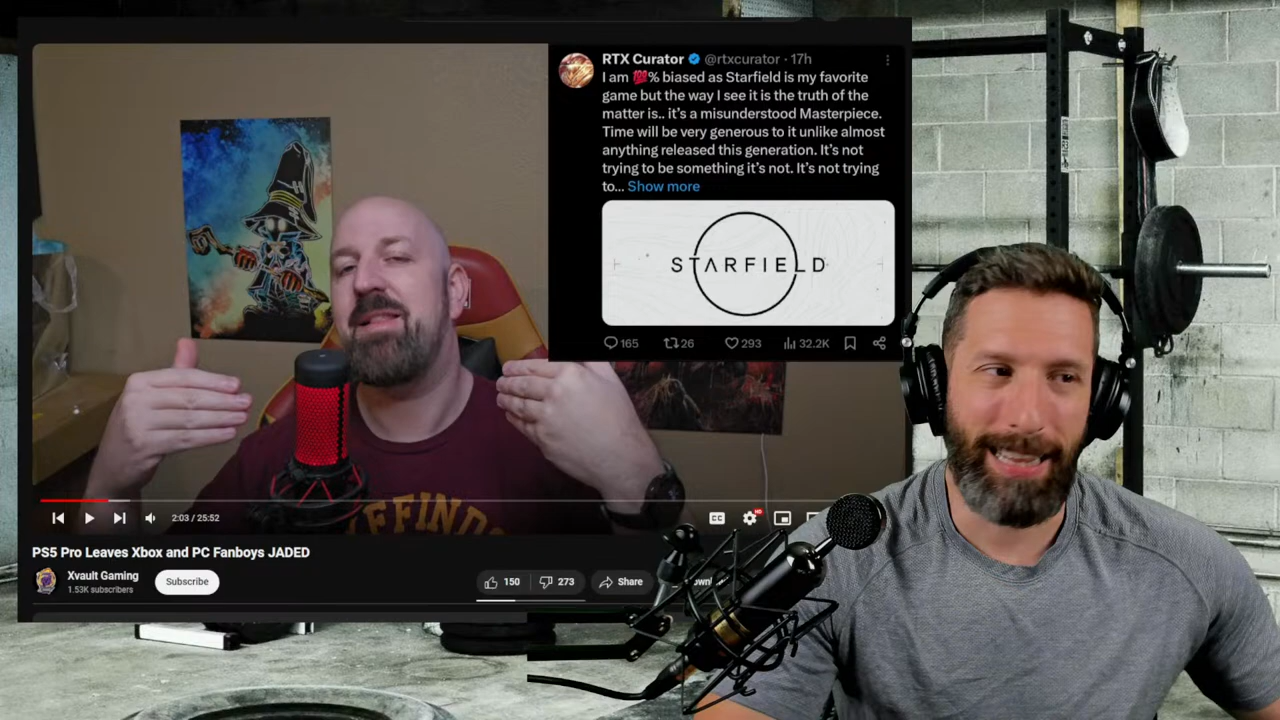 RTX Curator @rtxcurator · 17h
I am 💯% biased as Starfield is my favorite
game but the way I see it is the truth of the
matter is.. it’s a misunderstood Masterpiece.
Time will be very generous to it unlike almost
anything released this generation. It’s not
trying to be something it’s not. It’s not trying
to... Show more
STARFIELD
165 26 293 32.2K
2:03 / 25:52
CC
HD
PS5 Pro Leaves Xbox and PC Fanboys JADED
Xvault Gaming
1.53K subscribers
Subscribe
150 273 Share